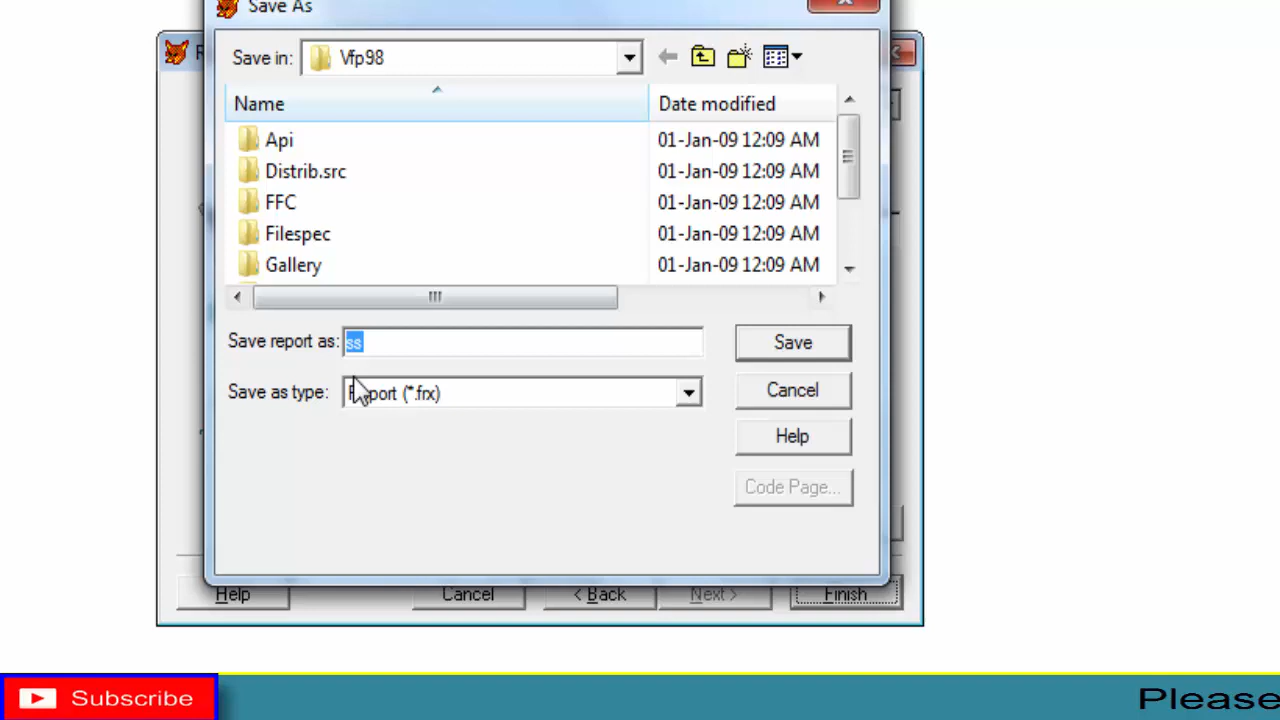 Save As
R
Save in: Vfp98
Name Date modified
Api 01-Jan-09 12:09 AM
Distrib.src 01-Jan-09 12:09 AM
FFC 01-Jan-09 12:09 AM
Filespec 01-Jan-09 12:09 AM
Gallery 01-Jan-09 12:09 AM
Save report as: ss Save
Save as type: Report (*.frx) Cancel
Help
Code Page...
Help Cancel < Back Next > Finish
Subscribe Please